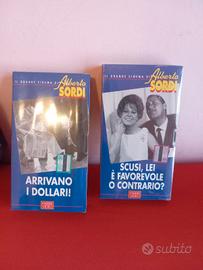 IL GRANDE CINEMA DI
Alberto
SORDI
ARRIVANO
I DOLLARI!
IL GRANDE CINEMA DI
Alberto
SORDI
SCUSI, LEI
È FAVOREVOLE
O CONTRARIO?
subito